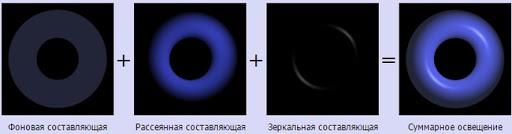 + + =
Фоновая составляющая Рассеянная составляющая Зеркальная составляющая Суммарное освещение